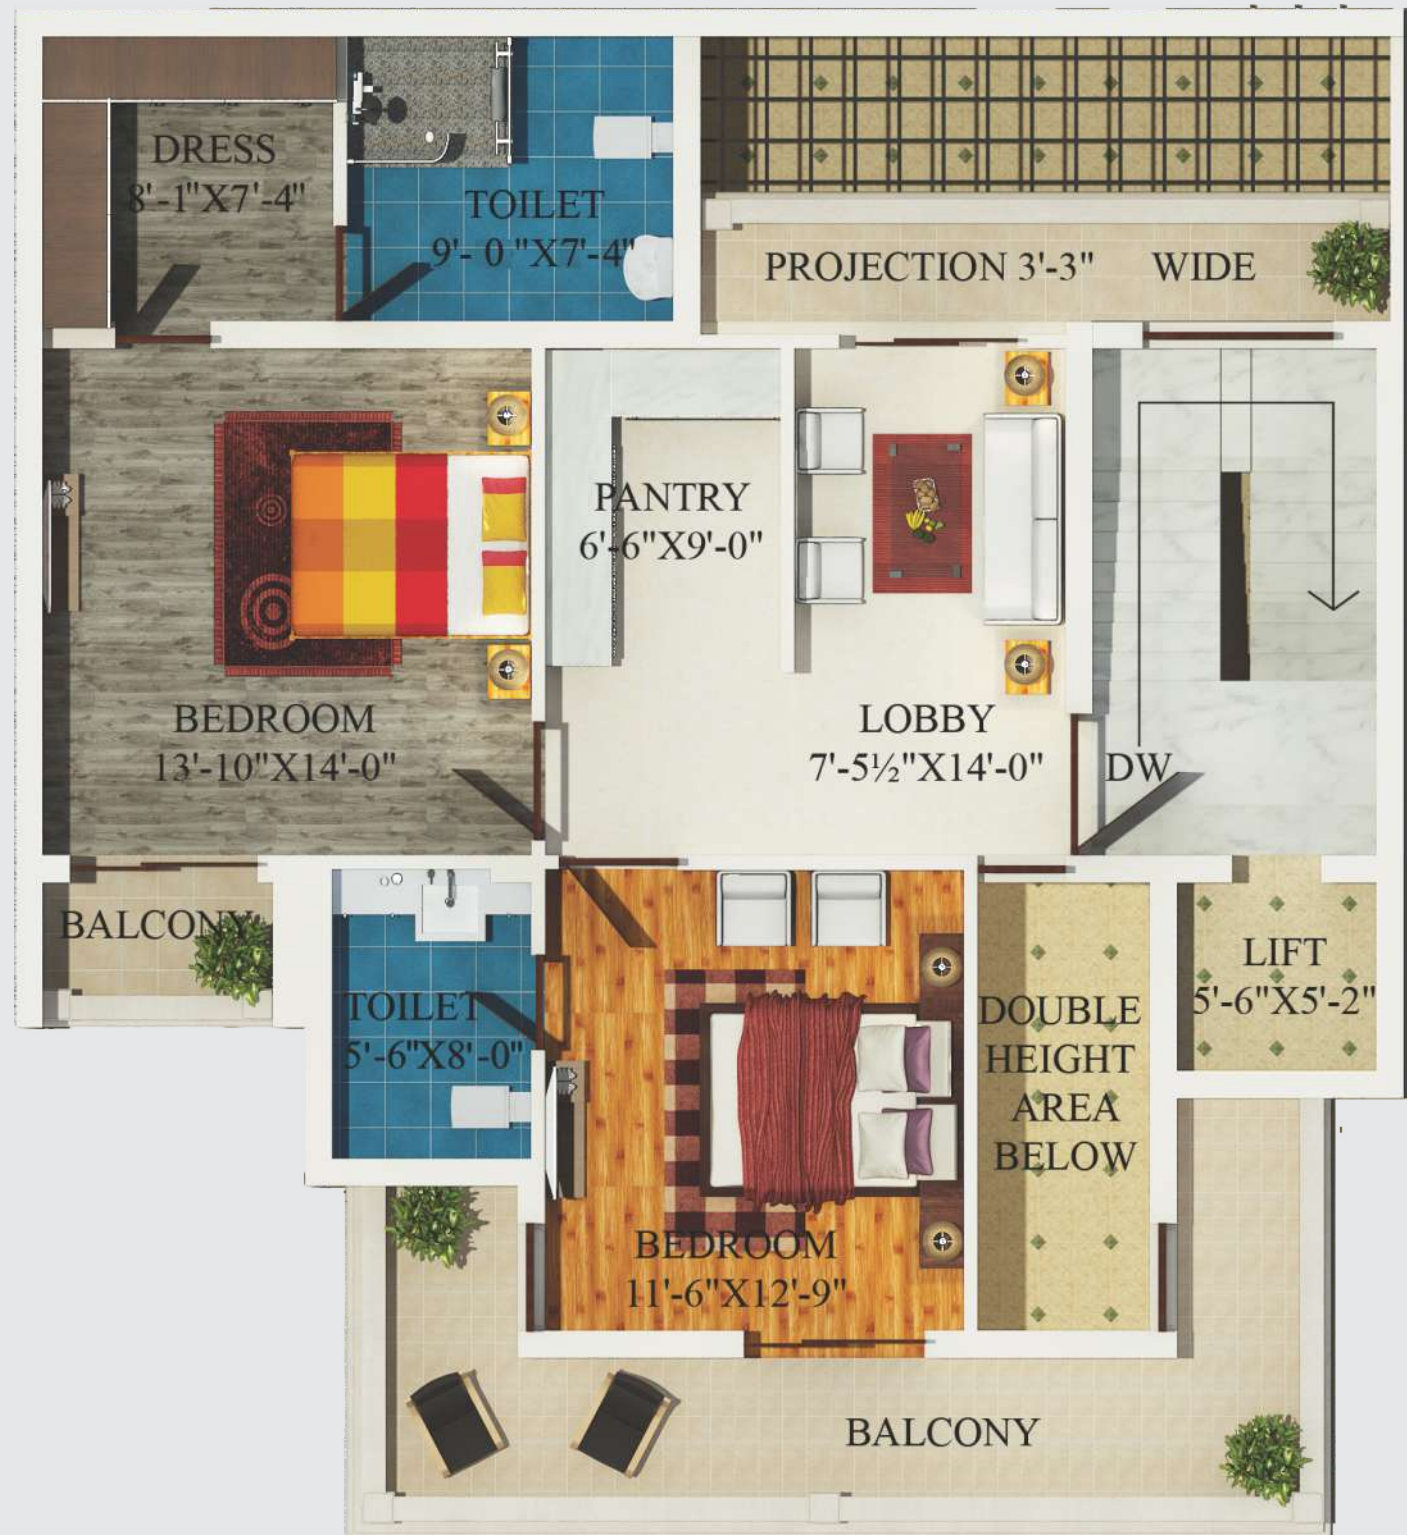 DRESS
8'-1"X7'-4"
TOILET
9'- 0 "X7'-4"
PROJECTION 3'-3" WIDE
PANTRY
6'-6"X9'-0"
BEDROOM
13'-10"X14'-0"
LOBBY
7'-5½"X14'-0"
DW
BALCONY
TOILET
5'-6"X8'-0"
DOUBLE
HEIGHT
AREA
BELOW
LIFT
5'-6"X5'-2"
BEDROOM
11'-6"X12'-9"
BALCONY